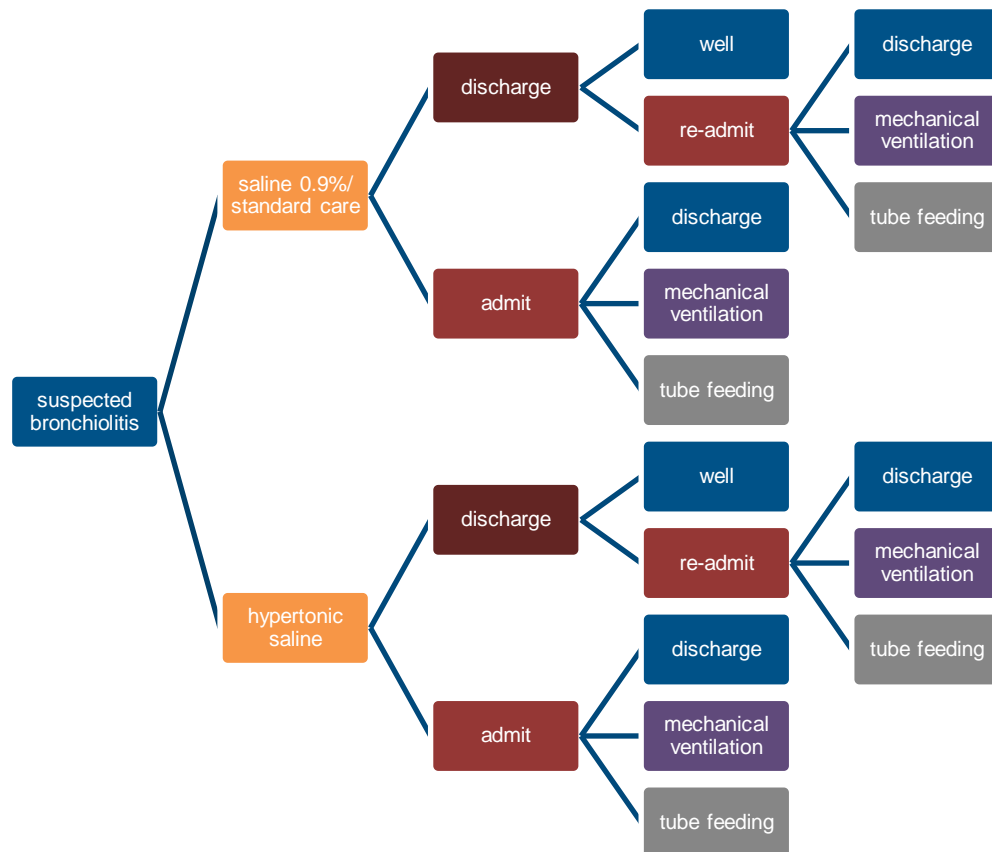 suspected
bronchiolitis
saline 0.9%/
standard care
discharge
well
re-admit
discharge
mechanical
ventilation
tube feeding
admit
discharge
mechanical
ventilation
tube feeding
hypertonic
saline
discharge
well
re-admit
discharge
mechanical
ventilation
tube feeding
admit
discharge
mechanical
ventilation
tube feeding